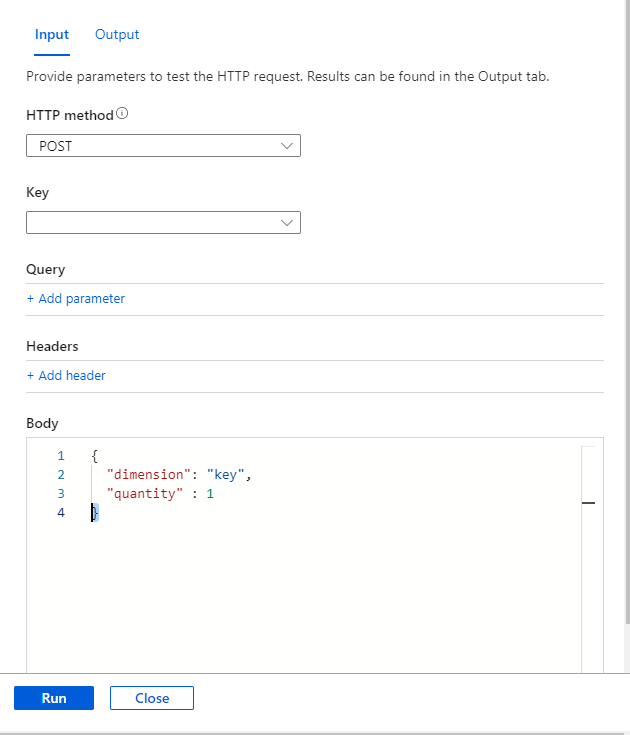 Input Output
Provide parameters to test the HTTP request. Results can be found in the Output tab.
HTTP method
POST
Key
Query
+ Add parameter
Headers
+ Add header
Body
1 {
2 "dimension": "key",
3 "quantity" : 1
4 }
Run Close